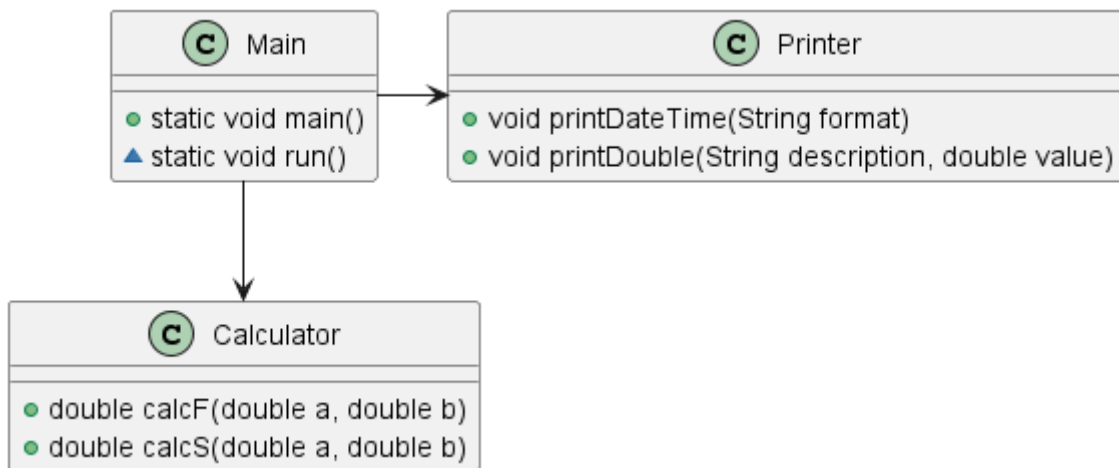 C Main
static void main()
static void run()
C Printer
void printDateTime(String format)
void printDouble(String description, double value)
C Calculator
double calcF(double a, double b)
double calcS(double a, double b)